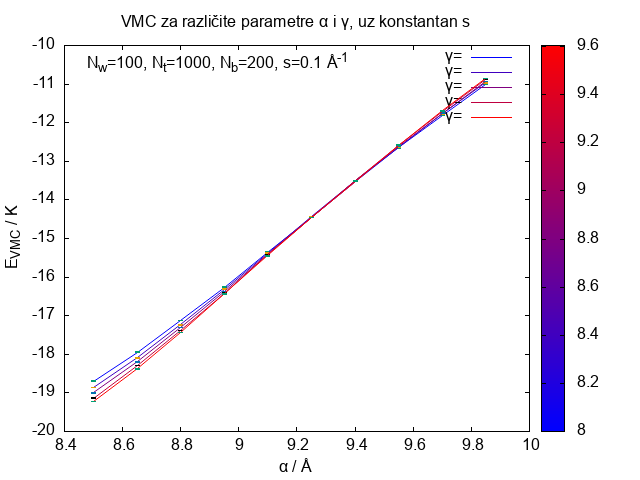 VMC za različite parametre α i γ, uz konstantan s
N_w=100, N_t=1000, N_b=200, s=0.1 Å^-1
γ=
γ=
γ=
γ=
γ=
E_VMC / K
-10
-11
-12
-13
-14
-15
-16
-17
-18
-19
-20
8.4 8.6 8.8 9 9.2 9.4 9.6 9.8 10
α / Å
9.6
9.4
9.2
9
8.8
8.6
8.4
8.2
8